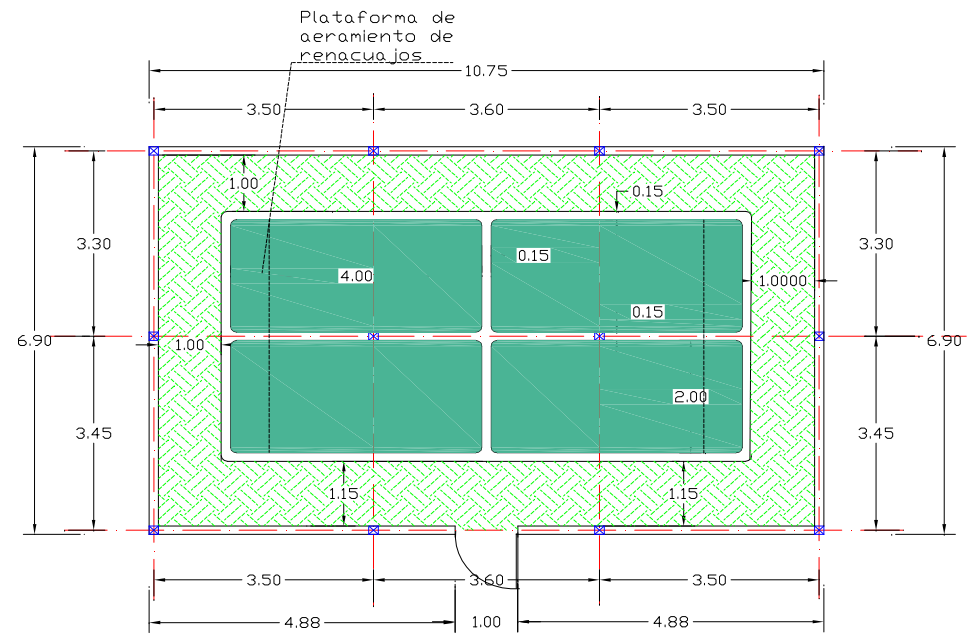 Plataforma de
aeramiento de
renacuajos
10.75
3.50 3.60 3.50
1.00 0.15
3.30 3.30
4.00 0.15
1.0000
0.15
6.90 1.00 6.90
2.00
3.45 3.45
1.15 1.15
3.50 3.60 3.50
4.88 1.00 4.88